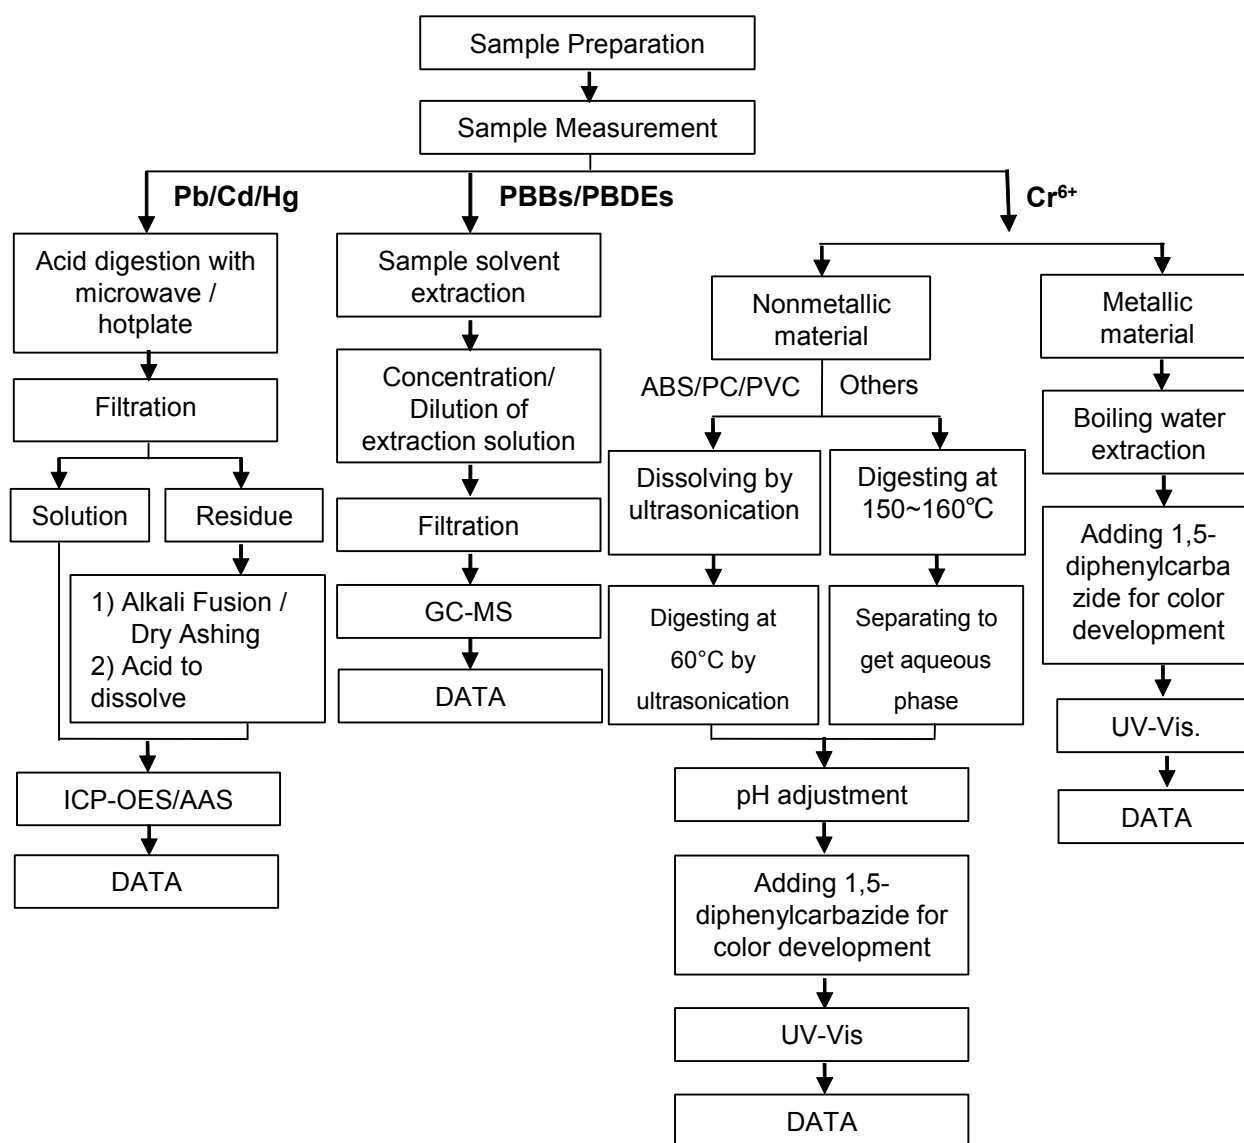 Sample Preparation
Sample Measurement
Pb/Cd/Hg
PBBs/PBDEs
Cr⁶⁺
Acid digestion with
microwave /
hotplate
Filtration
Solution
Residue
1) Alkali Fusion /
Dry Ashing
2) Acid to
dissolve
ICP-OES/AAS
DATA
Sample solvent
extraction
Concentration/
Dilution of
extraction solution
Filtration
GC-MS
DATA
Nonmetallic
material
ABS/PC/PVC
Others
Dissolving by
ultrasonication
Digesting at
60°C by
ultrasonication
Digesting at
150~160℃
Separating to
get aqueous
phase
pH adjustment
Adding 1,5-
diphenylcarbazide for
color development
UV-Vis
DATA
Metallic
material
Boiling water
extraction
Adding 1,5-
diphenylcarba
zide for color
development
UV-Vis.
DATA